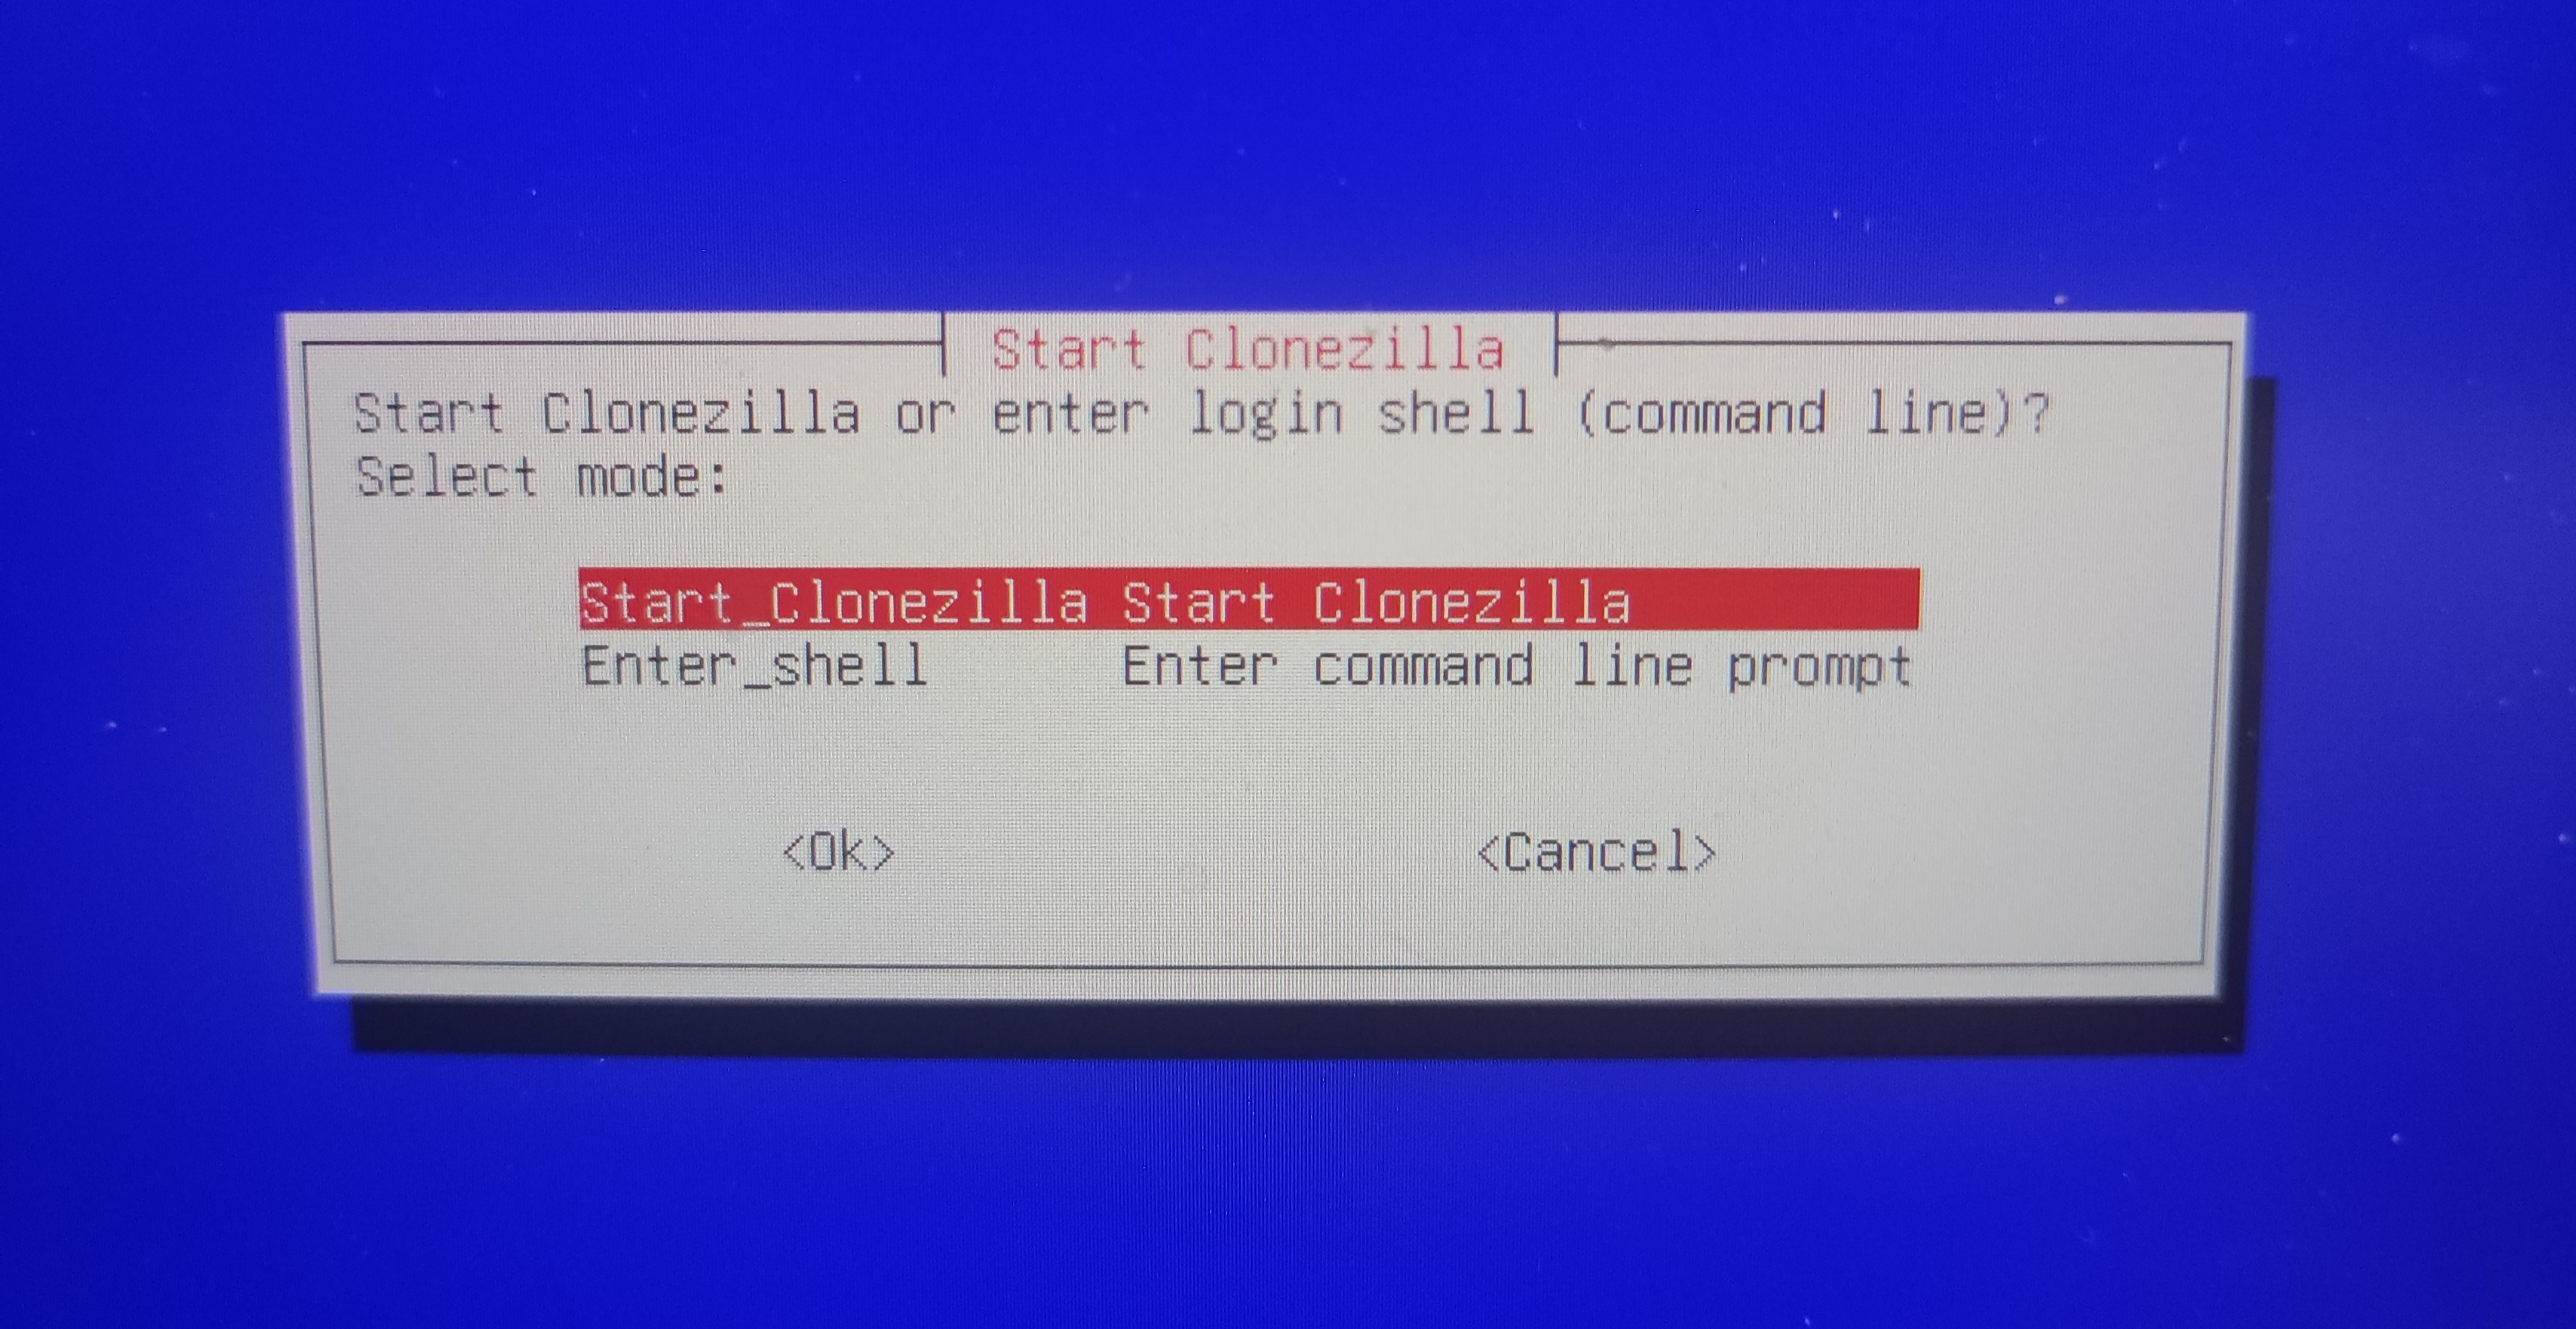 Start Clonezilla
Start Clonezilla or enter login shell (command line)?
Select mode:
Start_Clonezilla Start Clonezilla
Enter_shell Enter command line prompt
<Ok> <Cancel>